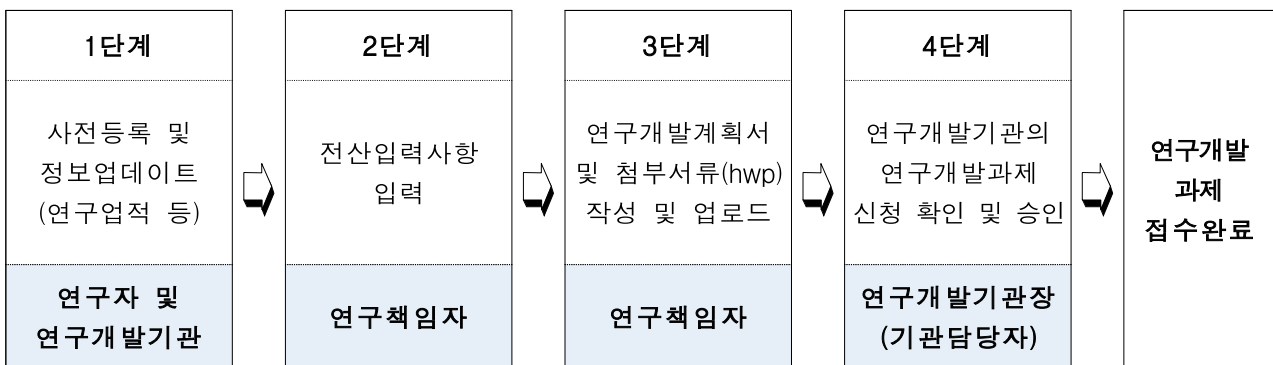 1단계
사전등록 및
정보업데이트
(연구업적 등)
연구자 및
연구개발기관
2단계
전산입력사항
입력
연구책임자
3단계
연구개발계획서
및 첨부서류(hwp)
작성 및 업로드
연구책임자
4단계
연구개발기관의
연구개발과제
신청 확인 및 승인
연구개발기관장
(기관담당자)
연구개발
과제
접수완료